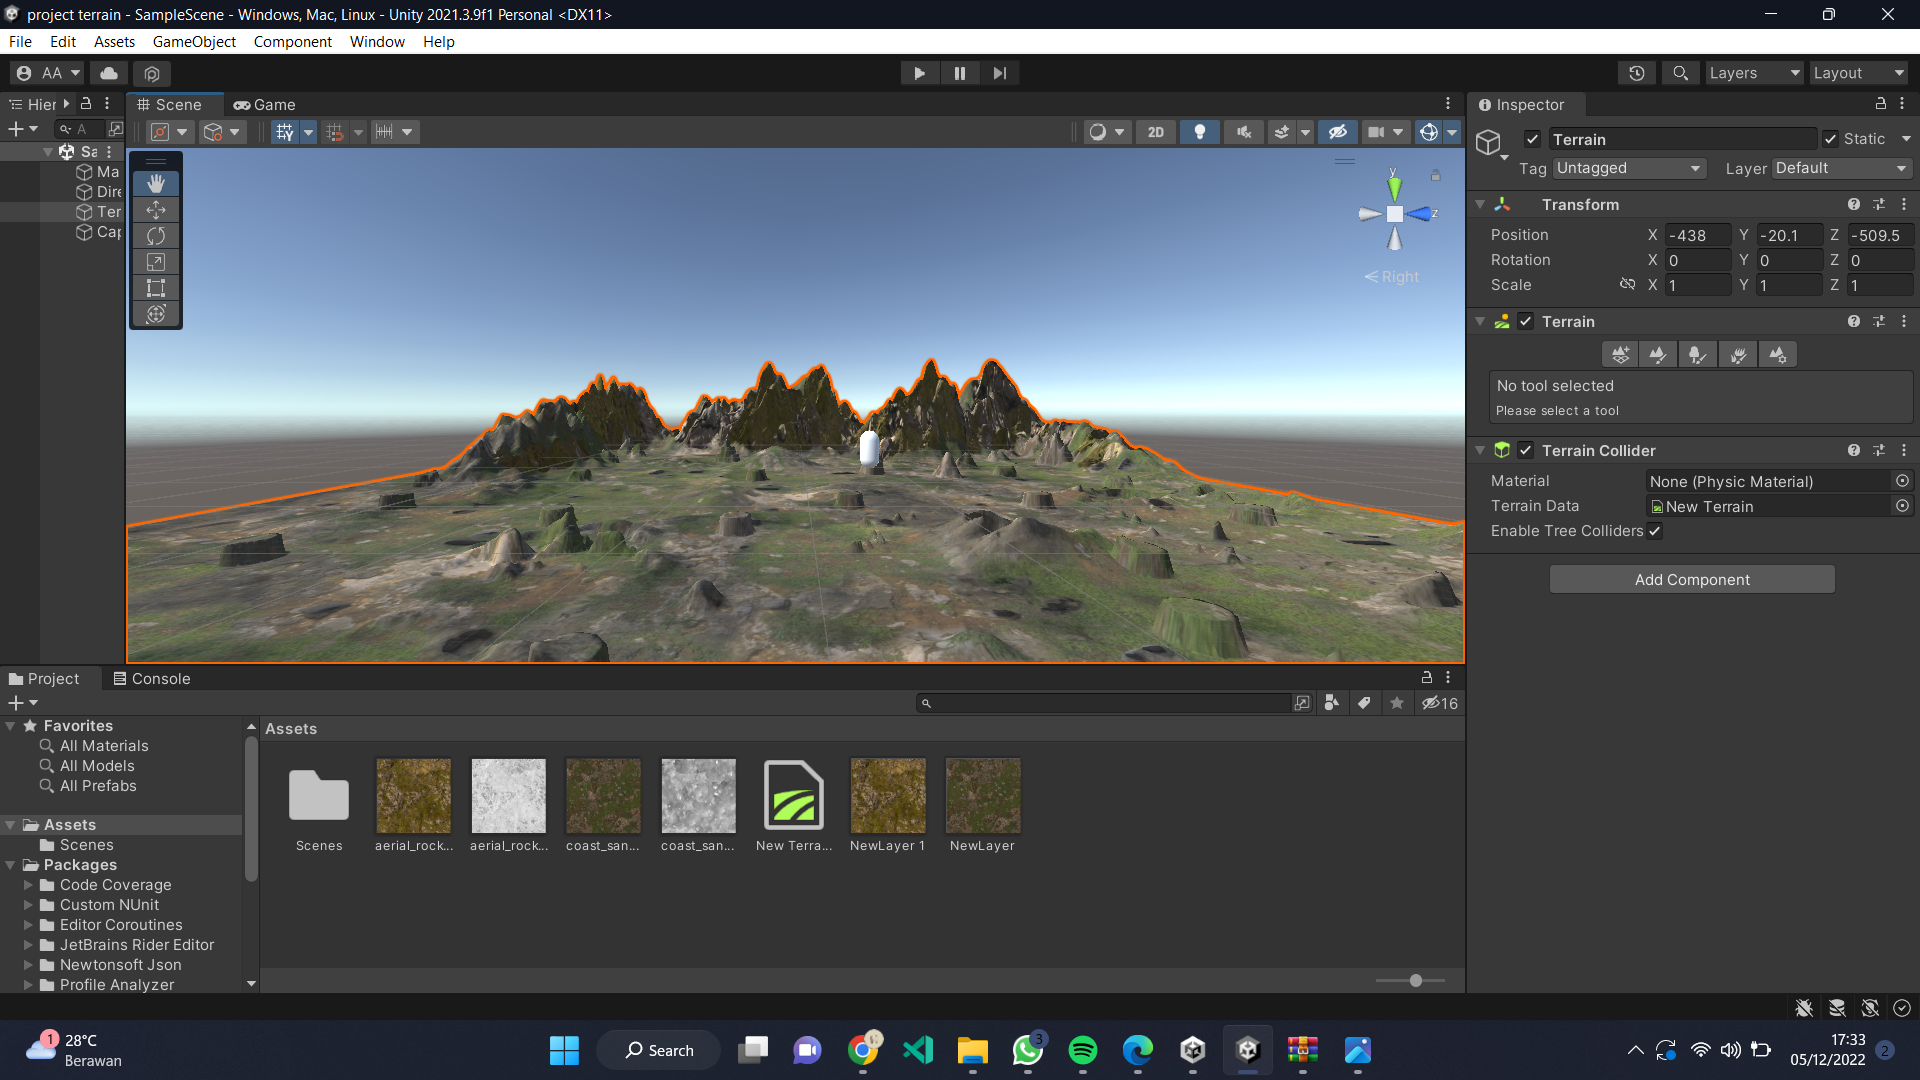 project terrain - SampleScene - Windows, Mac, Linux - Unity 2021.3.9f1 Personal <DX11>
File Edit Assets GameObject Component Window Help
AA Layers Layout
Hier Scene Game Inspector
A 2D
Sa
Ma
Dire
Ter
Cap
y
z
Right
Terrain Static
Tag Untagged Layer Default
Transform
Position X -438 Y -20.1 Z -509.5
Rotation X 0 Y 0 Z 0
Scale X 1 Y 1 Z 1
Terrain
No tool selected
Please select a tool
Terrain Collider
Material None (Physic Material)
Terrain Data New Terrain
Enable Tree Colliders
Add Component
Project Console
16
Favorites
All Materials
All Models
All Prefabs
Assets
Scenes
Packages
Code Coverage
Custom NUnit
Editor Coroutines
JetBrains Rider Editor
Newtonsoft Json
Profile Analyzer
Assets
Scenes aerial_rock... aerial_rock... coast_san... coast_san... New Terra... NewLayer 1 NewLayer
1
28°C
Berawan
Search
3
17:33
05/12/2022
2